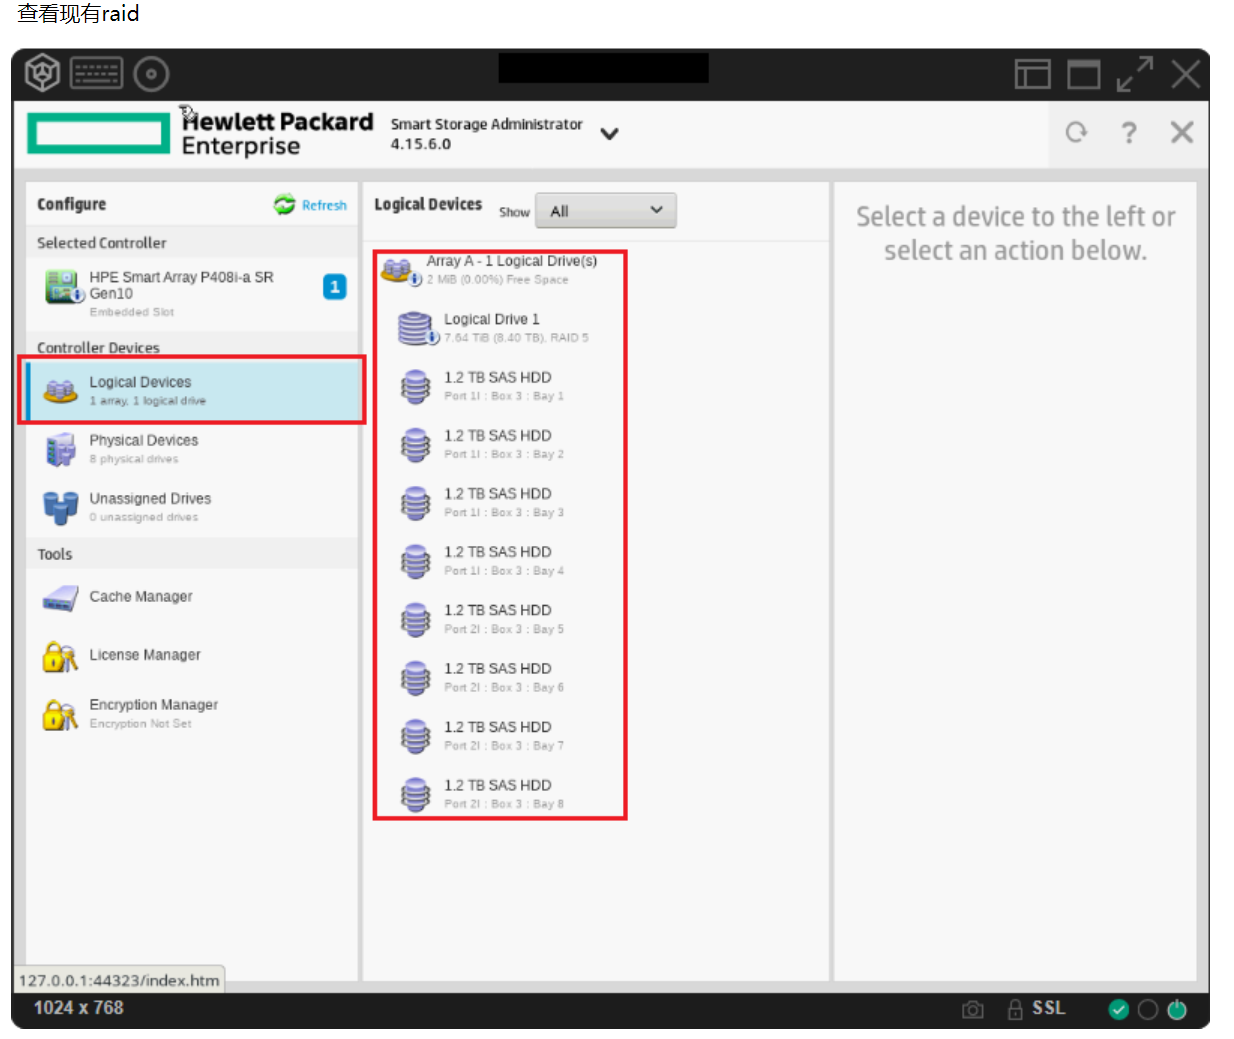 查看现有raid
Hewlett Packard
Enterprise
Smart Storage Administrator
4.15.6.0
?
Configure
Refresh
Selected Controller
HPE Smart Array P408i-a SR
Gen10
Embedded Slot
1
Controller Devices
Logical Devices
1 array, 1 logical drive
Physical Devices
8 physical drives
Unassigned Drives
0 unassigned drives
Tools
Cache Manager
License Manager
Encryption Manager
Encryption Not Set
Logical Devices
Show
All
Array A - 1 Logical Drive(s)
2 MiB (0.00%) Free Space
Logical Drive 1
7.64 TiB (8.40 TB), RAID 5
1.2 TB SAS HDD
Port 1I : Box 3 : Bay 1
1.2 TB SAS HDD
Port 1I : Box 3 : Bay 2
1.2 TB SAS HDD
Port 1I : Box 3 : Bay 3
1.2 TB SAS HDD
Port 1I : Box 3 : Bay 4
1.2 TB SAS HDD
Port 2I : Box 3 : Bay 5
1.2 TB SAS HDD
Port 2I : Box 3 : Bay 6
1.2 TB SAS HDD
Port 2I : Box 3 : Bay 7
1.2 TB SAS HDD
Port 2I : Box 3 : Bay 8
Select a device to the left or
select an action below.
127.0.0.1:44323/index.htm
1024 x 768
SSL